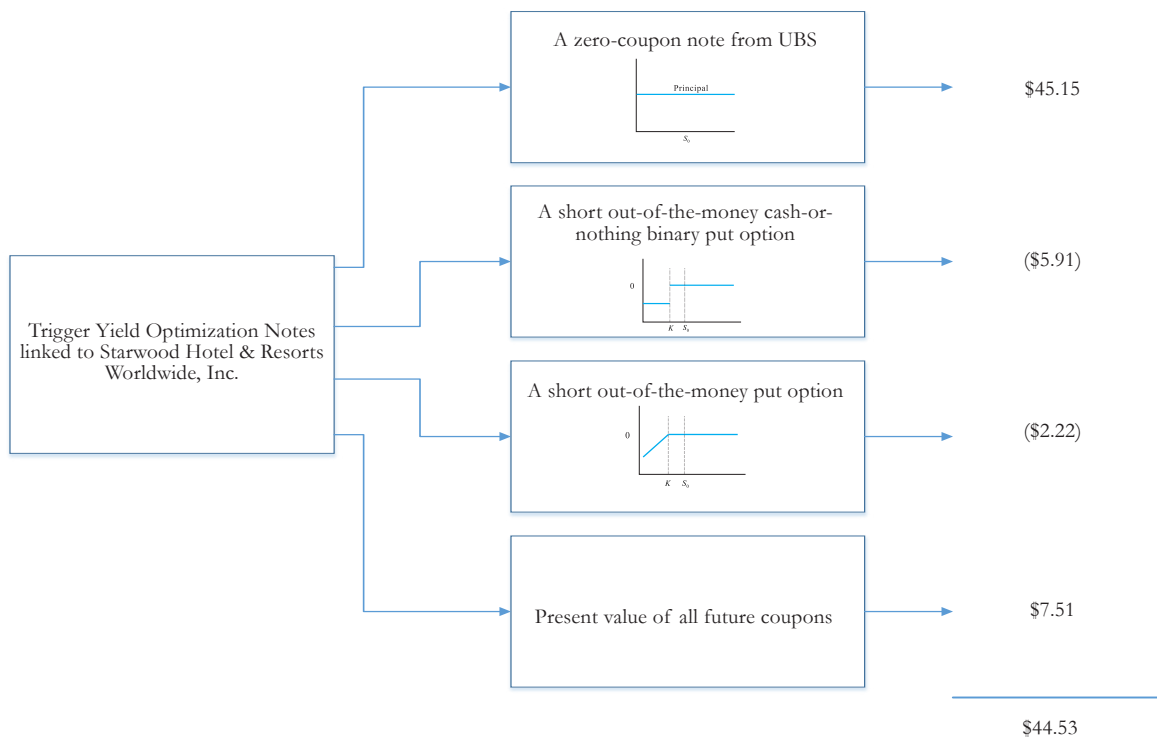 A zero-coupon note from UBS
Principal
S₀
$45.15
A short out-of-the-money cash-or-
nothing binary put option
0
K
S₀
($5.91)
Trigger Yield Optimization Notes
linked to Starwood Hotel & Resorts
Worldwide, Inc.
A short out-of-the-money put option
0
K
S₀
($2.22)
Present value of all future coupons
$7.51
$44.53